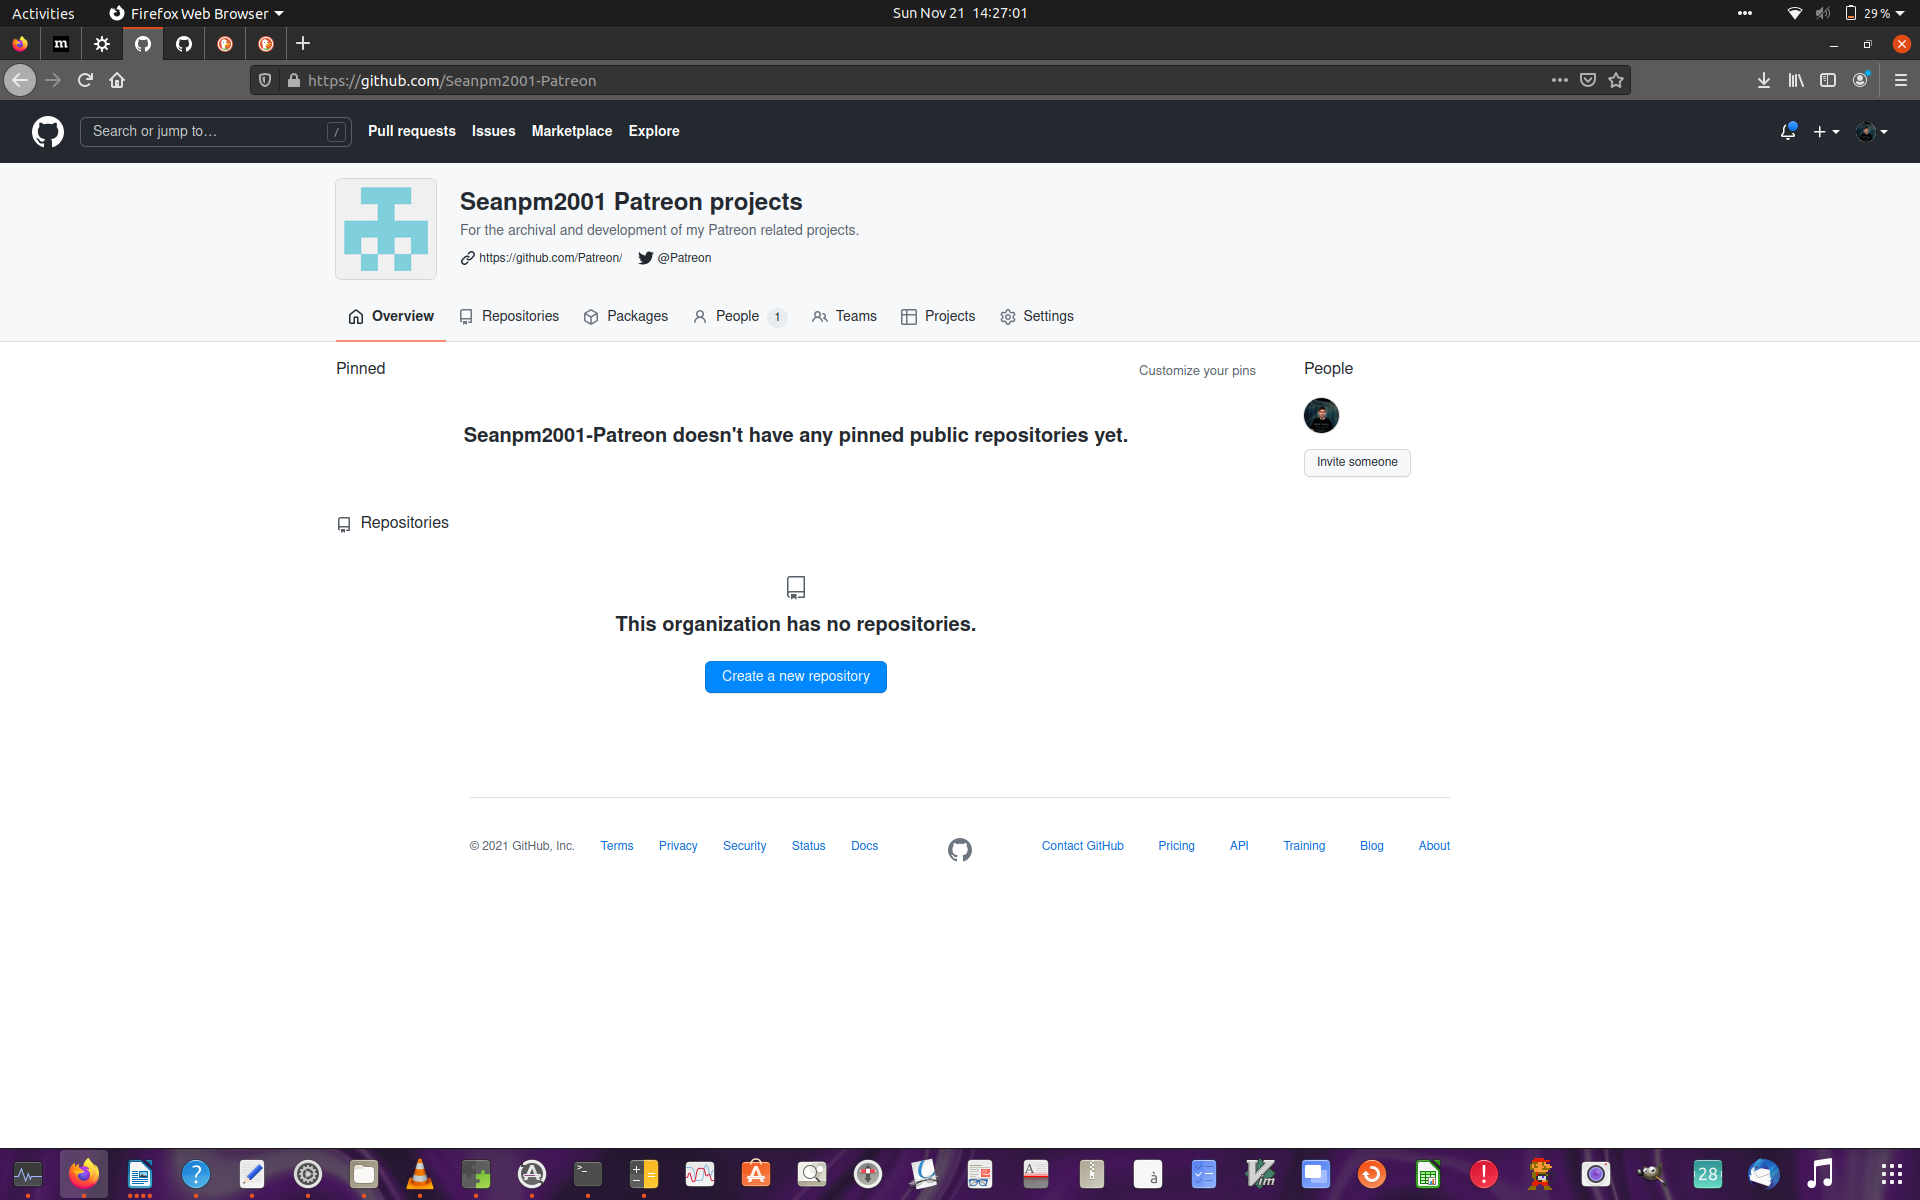 Activities
Firefox Web Browser
Sun Nov 21 14:27:01
29 %
m
https://github.com/Seanpm2001-Patreon
Search or jump to…
/
Pull requests
Issues
Marketplace
Explore
Seanpm2001 Patreon projects
For the archival and development of my Patreon related projects.
https://github.com/Patreon/
@Patreon
Overview
Repositories
Packages
People 1
Teams
Projects
Settings
Pinned
Customize your pins
People
Seanpm2001-Patreon doesn't have any pinned public repositories yet.
Invite someone
Repositories
This organization has no repositories.
Create a new repository
© 2021 GitHub, Inc.
Terms
Privacy
Security
Status
Docs
Contact GitHub
Pricing
API
Training
Blog
About
?
>_
A
à
Vim
!
28